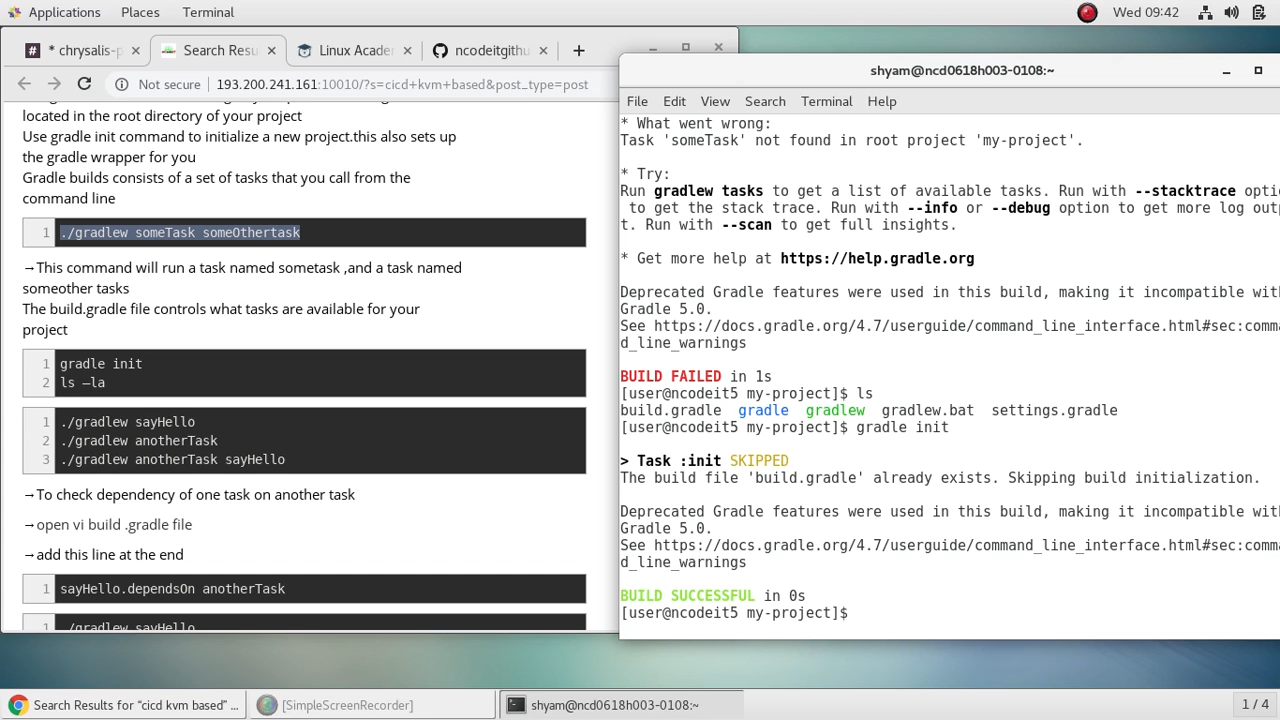 Applications Places Terminal Wed 09:42
* chrysalis-p
Search Resu
Linux Acade
ncodeitgithu
Not secure 193.200.241.161:10010/?s=cicd+kvm+based&post_type=post
located in the root directory of your project
Use gradle init command to initialize a new project.this also sets up
the gradle wrapper for you
Gradle builds consists of a set of tasks that you call from the
command line
1 ./gradlew someTask someOthertask
→This command will run a task named sometask ,and a task named
someother tasks
The build.gradle file controls what tasks are available for your
project
1 gradle init
2 ls –la
1 ./gradlew sayHello
2 ./gradlew anotherTask
3 ./gradlew anotherTask sayHello
→To check dependency of one task on another task
→open vi build .gradle file
→add this line at the end
1 sayHello.dependsOn anotherTask
./gradlew sayHello
shyam@ncd0618h003-0108:~
File Edit View Search Terminal Help
* What went wrong:
Task 'someTask' not found in root project 'my-project'.
* Try:
Run gradlew tasks to get a list of available tasks. Run with --stacktrace optio
to get the stack trace. Run with --info or --debug option to get more log outp
t. Run with --scan to get full insights.
* Get more help at https://help.gradle.org
Deprecated Gradle features were used in this build, making it incompatible with
Gradle 5.0.
See https://docs.gradle.org/4.7/userguide/command_line_interface.html#sec:comma
d_line_warnings
BUILD FAILED in 1s
[user@ncodeit5 my-project]$ ls
build.gradle gradle gradlew gradlew.bat settings.gradle
[user@ncodeit5 my-project]$ gradle init
> Task :init SKIPPED
The build file 'build.gradle' already exists. Skipping build initialization.
Deprecated Gradle features were used in this build, making it incompatible with
Gradle 5.0.
See https://docs.gradle.org/4.7/userguide/command_line_interface.html#sec:comma
d_line_warnings
BUILD SUCCESSFUL in 0s
[user@ncodeit5 my-project]$
Search Results for “cicd kvm based” ...
[SimpleScreenRecorder]
shyam@ncd0618h003-0108:~
1 / 4